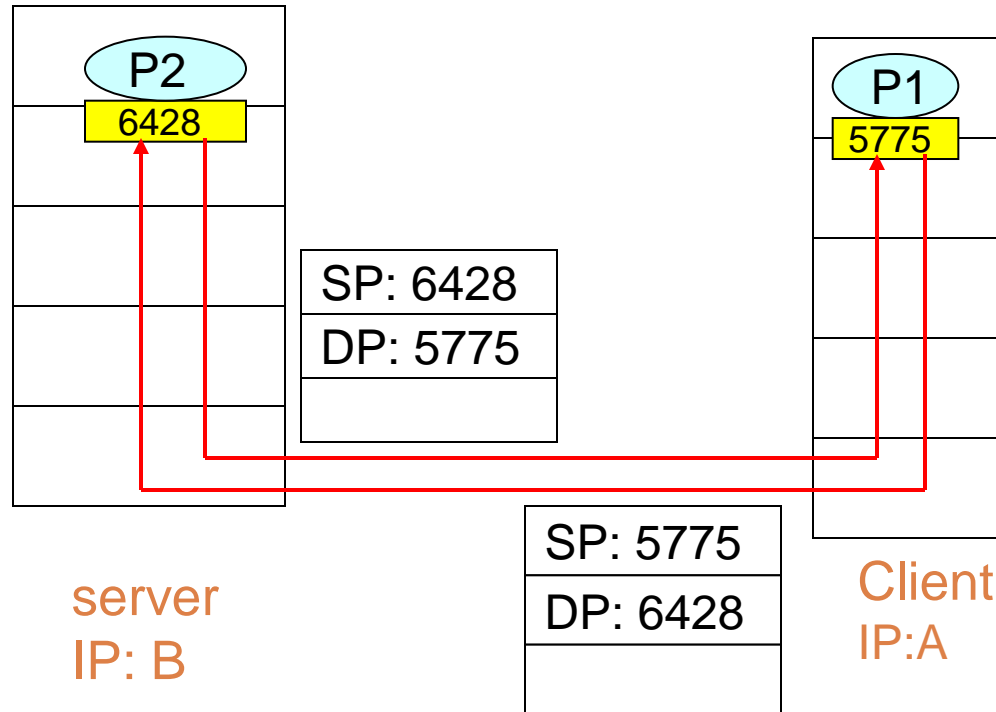 P2
6428
P1
5775
SP: 6428
DP: 5775
SP: 5775
DP: 6428
server
IP: B
Client
IP:A